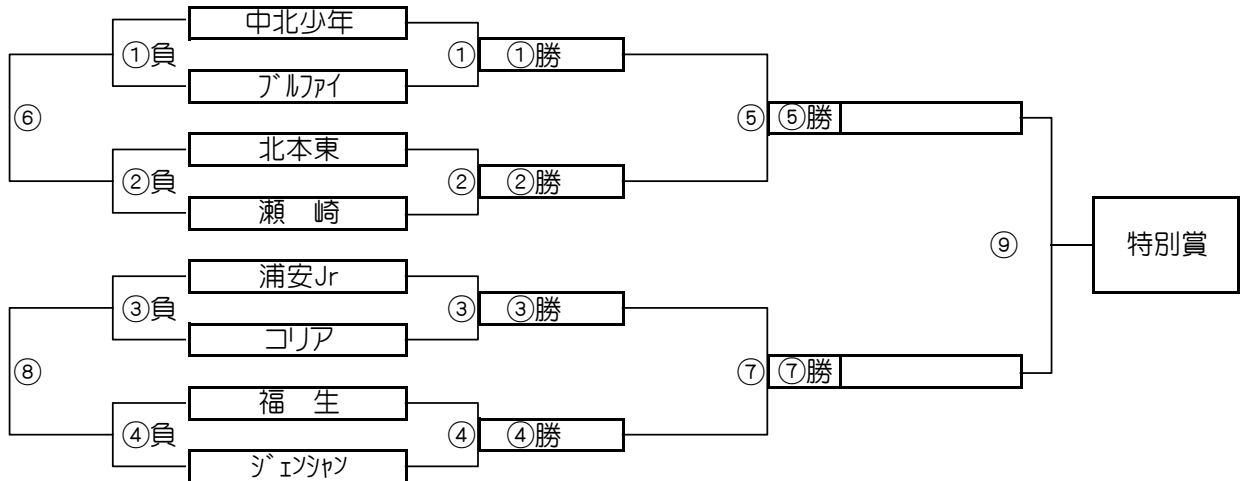 中北少年
①負 ① ①勝
ブルファイ
⑥ ⑤ ⑤勝
北本東
②負 ② ②勝
瀬 崎
⑨ 特別賞
浦安Jr
③負 ③ ③勝
コリア
⑧ ⑦ ⑦勝
福 生
④負 ④ ④勝
ジェンシャン